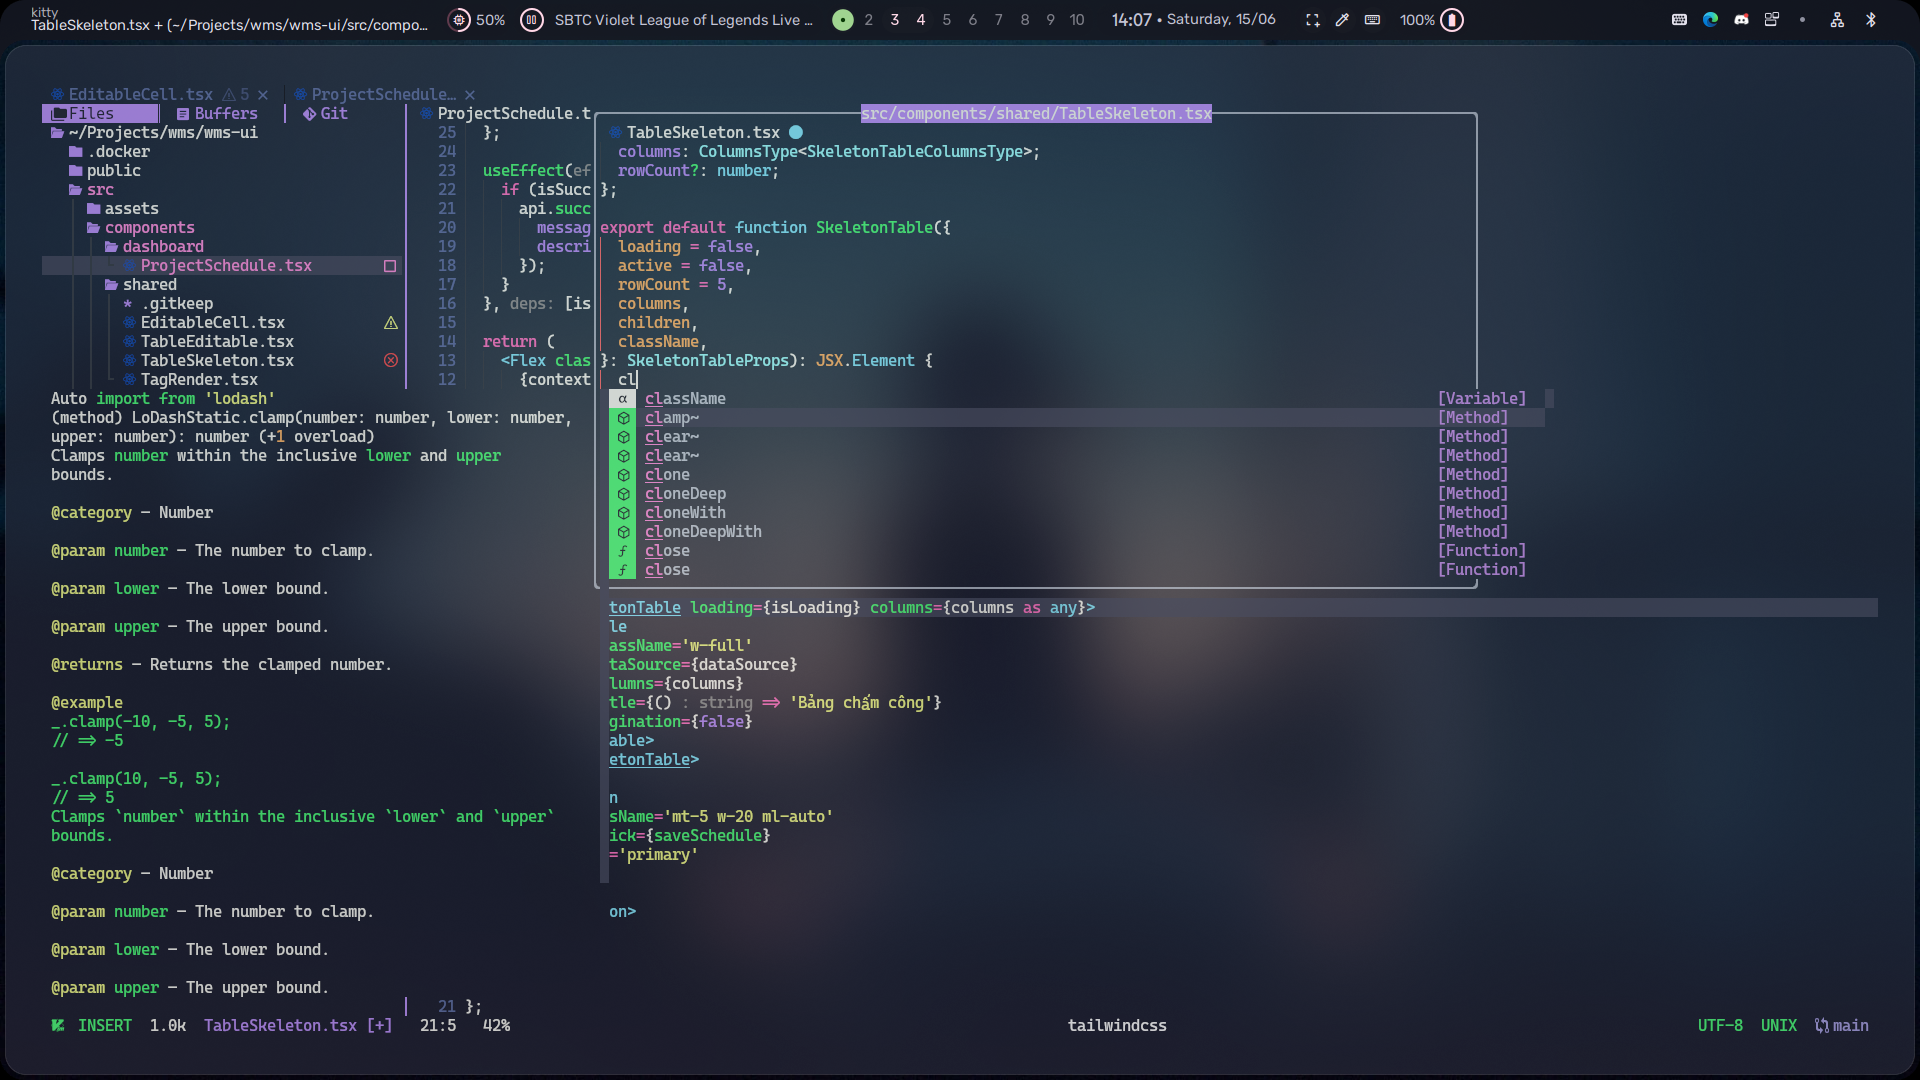 kitty
TableSkeleton.tsx + (~/Projects/wms/wms-ui/src/compo…
50%
SBTC Violet League of Legends Live …
2 3 4 5 6 7 8 9 10
14:07 • Saturday, 15/06
100%
EditableCell.tsx 5 ×
ProjectSchedule… ×
Files
Buffers
Git
~/Projects/wms/wms-ui
.docker
public
src
assets
components
dashboard
ProjectSchedule.tsx
shared
* .gitkeep
EditableCell.tsx
TableEditable.tsx
TableSkeleton.tsx
TagRender.tsx
ProjectSchedule.t
25 };
24
23 useEffect(ef
22 if (isSucc
21 api.succ
20 messag
19 descri
18 });
17 }
16 }, deps: [is
15
14 return (
13 <Flex clas
12 {context
src/components/shared/TableSkeleton.tsx
TableSkeleton.tsx
columns: ColumnsType<SkeletonTableColumnsType>;
rowCount?: number;
};
export default function SkeletonTable({
loading = false,
active = false,
rowCount = 5,
columns,
children,
className,
}: SkeletonTableProps): JSX.Element {
cl
α className [Variable]
clamp~ [Method]
clear~ [Method]
clear~ [Method]
clone [Method]
cloneDeep [Method]
cloneWith [Method]
cloneDeepWith [Method]
ƒ close [Function]
ƒ close [Function]
Auto import from 'lodash'
(method) LoDashStatic.clamp(number: number, lower: number,
upper: number): number (+1 overload)
Clamps number within the inclusive lower and upper
bounds.
@category — Number
@param number — The number to clamp.
@param lower — The lower bound.
@param upper — The upper bound.
@returns — Returns the clamped number.
@example
_.clamp(-10, -5, 5);
// => -5
_.clamp(10, -5, 5);
// => 5
Clamps `number` within the inclusive `lower` and `upper`
bounds.
@category — Number
@param number — The number to clamp.
@param lower — The lower bound.
@param upper — The upper bound.
tonTable loading={isLoading} columns={columns as any}>
le
assName='w-full'
taSource={dataSource}
lumns={columns}
tle={() : string => 'Bảng chấm công'}
gination={false}
able>
etonTable>
n
sName='mt-5 w-20 ml-auto'
ick={saveSchedule}
='primary'
on>
21 };
INSERT 1.0k TableSkeleton.tsx [+] 21:5 42%
tailwindcss
UTF-8 UNIX main